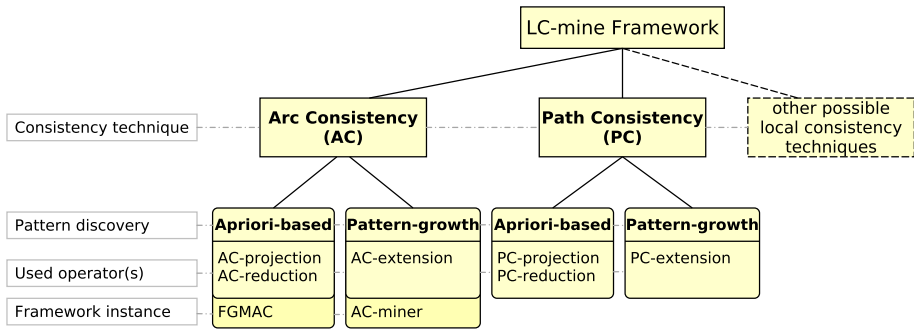 LC-mine Framework
Consistency technique
Arc Consistency
(AC)
Path Consistency
(PC)
other possible
local consistency
techniques
Pattern discovery
Apriori-based
Pattern-growth
Apriori-based
Pattern-growth
Used operator(s)
AC-projection
AC-reduction
AC-extension
PC-projection
PC-reduction
PC-extension
Framework instance
FGMAC
AC-miner